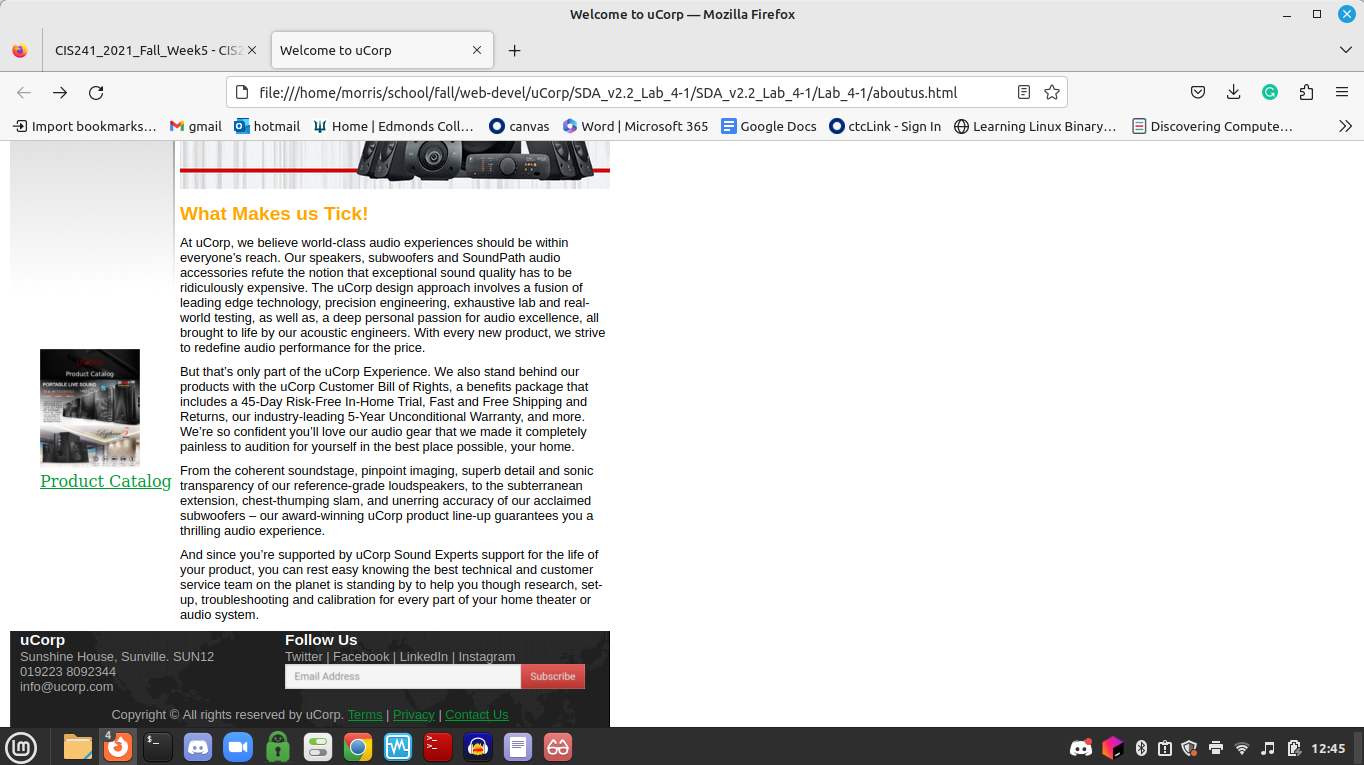 Welcome to uCorp — Mozilla Firefox
CIS241_2021_Fall_Week5 - CIS2
Welcome to uCorp
file:///home/morris/school/fall/web-devel/uCorp/SDA_v2.2_Lab_4-1/SDA_v2.2_Lab_4-1/Lab_4-1/aboutus.html
Import bookmarks… gmail hotmail Home | Edmonds Coll… canvas Word | Microsoft 365 Google Docs ctcLink - Sign In Learning Linux Binary… Discovering Compute…
What Makes us Tick!
At uCorp, we believe world-class audio experiences should be within
everyone’s reach. Our speakers, subwoofers and SoundPath audio
accessories refute the notion that exceptional sound quality has to be
ridiculously expensive. The uCorp design approach involves a fusion of
leading edge technology, precision engineering, exhaustive lab and real-
world testing, as well as, a deep personal passion for audio excellence, all
brought to life by our acoustic engineers. With every new product, we strive
to redefine audio performance for the price.
But that’s only part of the uCorp Experience. We also stand behind our
products with the uCorp Customer Bill of Rights, a benefits package that
includes a 45-Day Risk-Free In-Home Trial, Fast and Free Shipping and
Returns, our industry-leading 5-Year Unconditional Warranty, and more.
We’re so confident you’ll love our audio gear that we made it completely
painless to audition for yourself in the best place possible, your home.
From the coherent soundstage, pinpoint imaging, superb detail and sonic
transparency of our reference-grade loudspeakers, to the subterranean
extension, chest-thumping slam, and unerring accuracy of our acclaimed
subwoofers – our award-winning uCorp product line-up guarantees you a
thrilling audio experience.
And since you’re supported by uCorp Sound Experts support for the life of
your product, you can rest easy knowing the best technical and customer
service team on the planet is standing by to help you though research, set-
up, troubleshooting and calibration for every part of your home theater or
audio system.
uCorp
Product Catalog
PORTABLE LIVE SOUND
Product Catalog
uCorp
Sunshine House, Sunville. SUN12
019223 8092344
info@ucorp.com
Follow Us
Twitter | Facebook | LinkedIn | Instagram
Email Address Subscribe
Copyright © All rights reserved by uCorp. Terms | Privacy | Contact Us
4
12:45